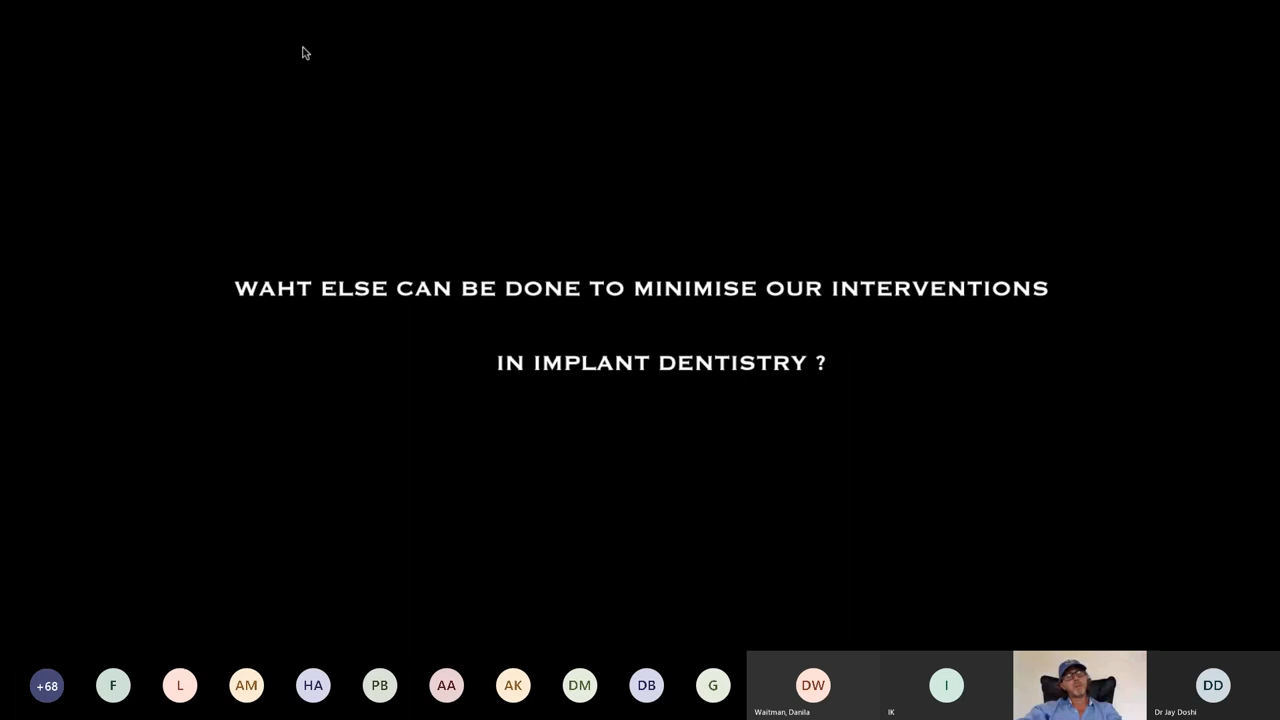 WAHT ELSE CAN BE DONE TO MINIMISE OUR INTERVENTIONS
IN IMPLANT DENTISTRY ?
+68 F L AM HA PB AA AK DM DB G DW I DD
Waitman, Danila IK Dr Jay Doshi